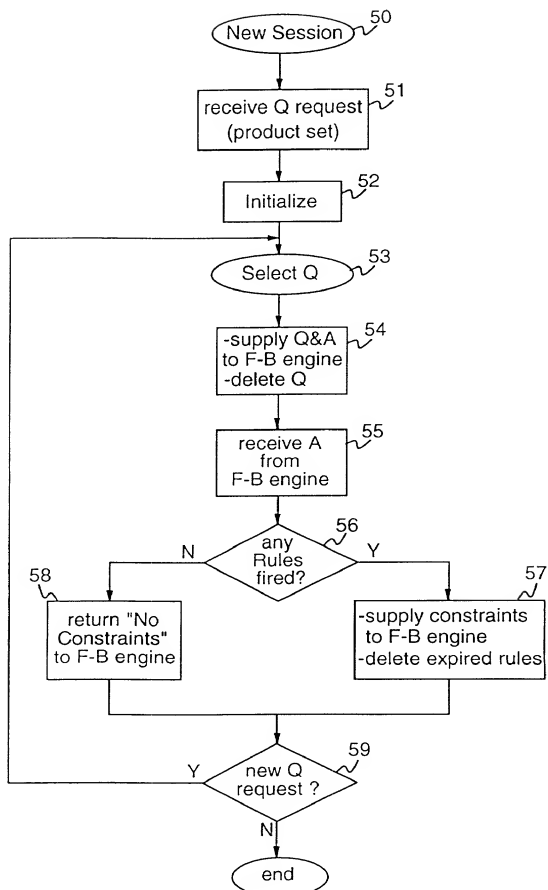 New Session
50
receive Q request
(product set)
51
Initialize
52
Select Q
53
-supply Q&A
to F-B engine
-delete Q
54
receive A
from
F-B engine
55
any
Rules
fired?
56
N
Y
58
return "No
Constraints"
to F-B engine
57
-supply constraints
to F-B engine
-delete expired rules
new Q
request ?
59
Y
N
end